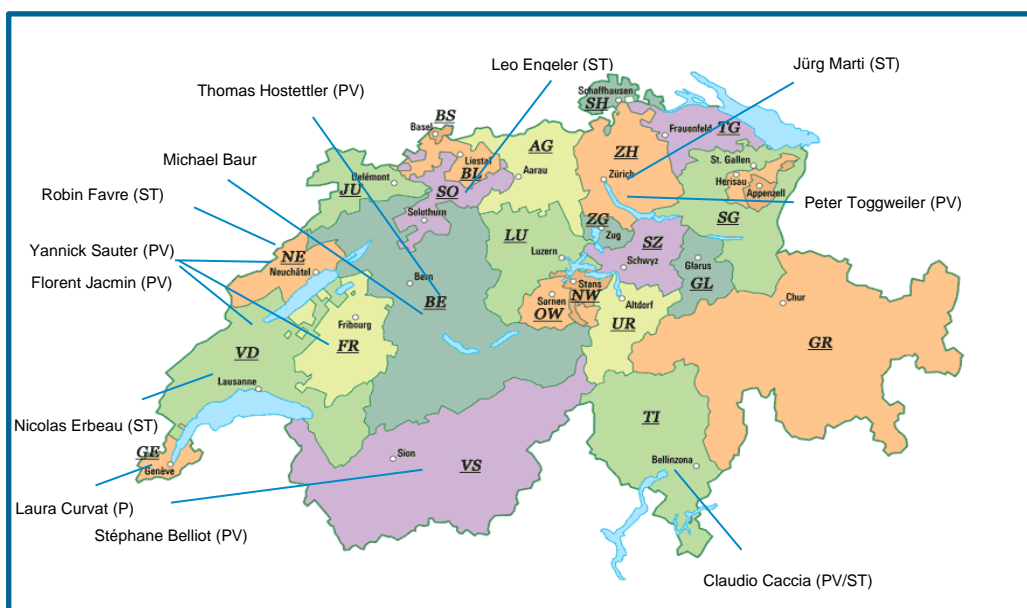 Leo Engeler (ST)
Jürg Marti (ST)
Thomas Hostettler (PV)
Schaffhausen
SH
BS
Basel
Frauenfeld
TG
Michael Baur
AG
ZH
Liestal
BL
St. Gallen
Delémont
Aarau
Herisau
JU
SO
Zürich
Appenzell
Robin Favre (ST)
Peter Toggweiler (PV)
Solothurn
ZG
SG
Zug
LU
SZ
Yannick Sauter (PV)
NE
Luzern
Glarus
Neuchâtel
Schwyz
Florent Jacmin (PV)
Bern
Stans
GL
BE
Sarnen
NW
Altdorf
Chur
OW
Fribourg
UR
FR
GR
VD
Lausanne
Nicolas Erbeau (ST)
TI
GE
Sion
VS
Bellinzona
Genève
Laura Curvat (P)
Stéphane Belliot (PV)
Claudio Caccia (PV/ST)